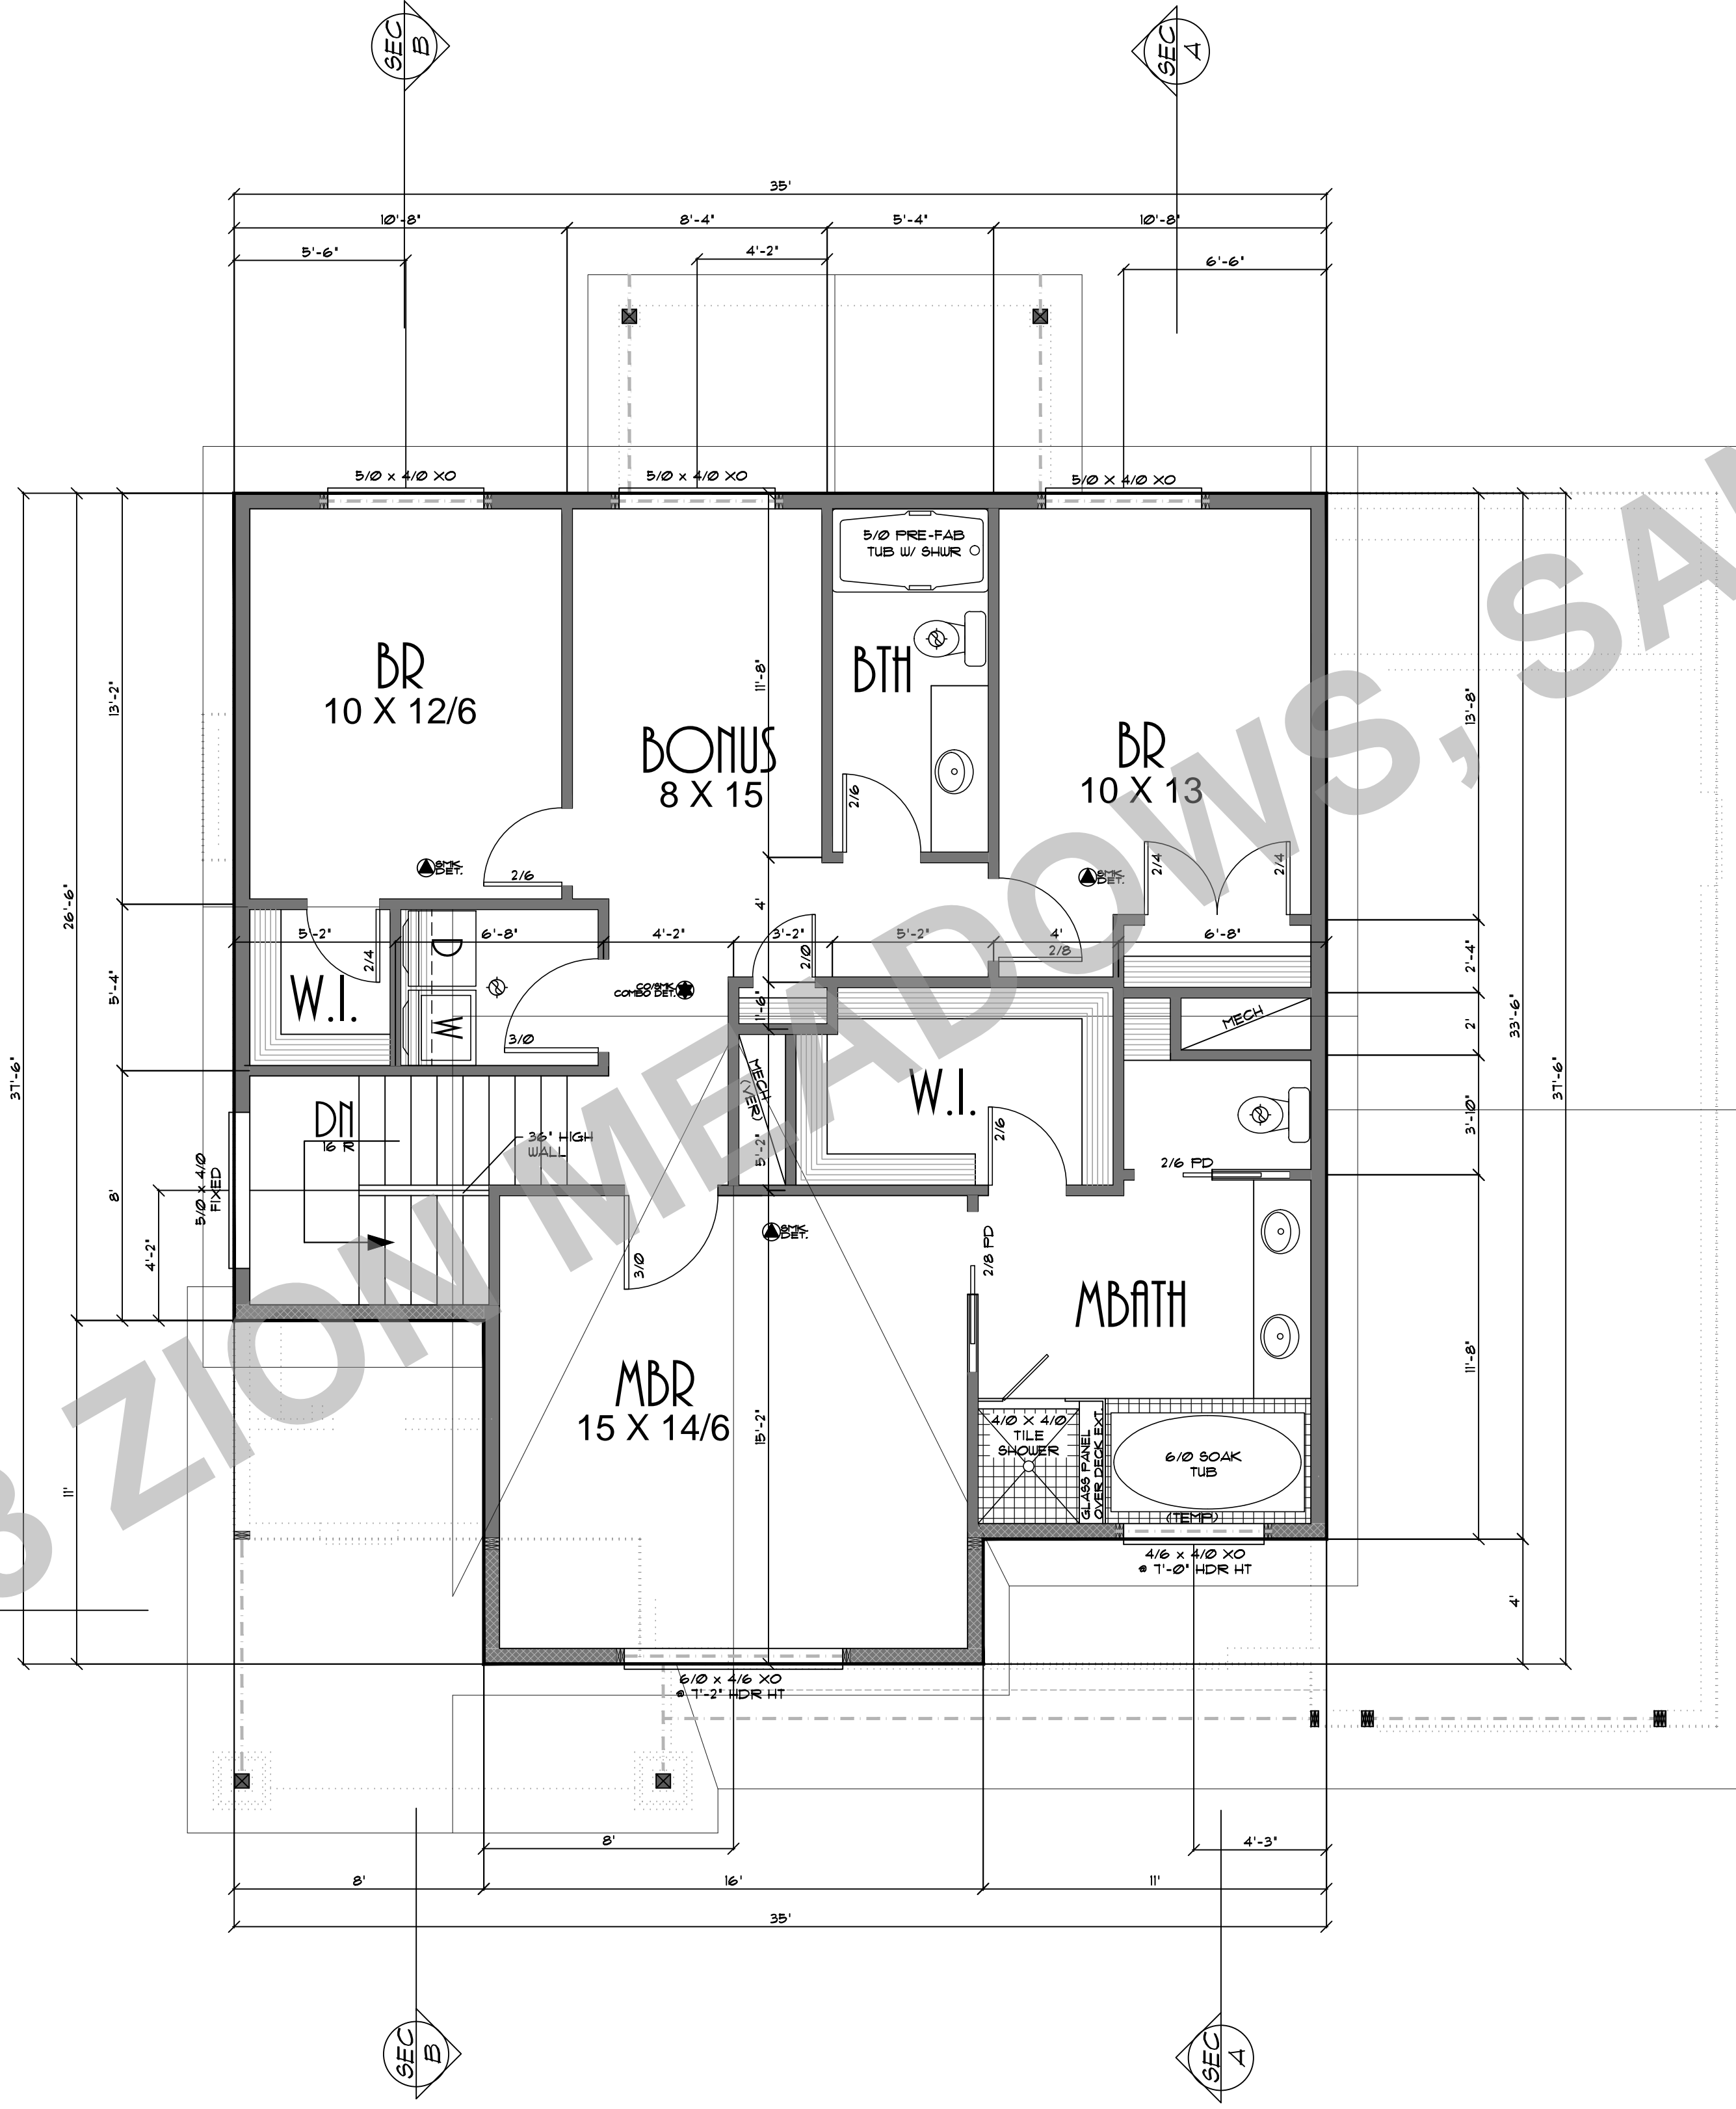 SEC
B
SEC
A
35'
10'-8"
8'-4"
5'-4"
10'-8"
5'-6"
4'-2"
6'-6"
5/0 x 4/0 XO
5/0 x 4/0 XO
5/0 X 4/0 XO
5/0 PRE-FAB
TUB W/ SHWR
BR
10 X 12/6
BONUS
8 X 15
BTH
BR
10 X 13
11'-8"
13'-2"
13'-8"
26'-6"
37'-6"
2/6
2/6
2/4
2/4
SMK
DET.
SMK
DET.
4'
5'-2"
6'-8"
4'-2"
3'-2"
5'-2"
4'
6'-8"
2/4
2/0
2/8
2'-4"
D
W
W.I.
CO/SMK
COMBO DET.
3/0
1'-6"
MECH
5'-4"
2'
33'-6"
37'-6"
MECH
W.I.
DN
16 R
36" HIGH
WALL
5'-2"
2/6
3'-10"
2/6 PD
5/0 x 4/0
FIXED
8'
4'-2"
SMK
DET.
3/0
2/8 PD
MBATH
MBR
15 X 14/6
15'-2"
11'-8"
4/0 X 4/0
TILE
SHOWER
GLASS PANEL
OVER DECK EXT.
6/0 SOAK
TUB
(TEMP)
11'
4/6 x 4/0 XO
@ 7'-0" HDR HT
4'
6/0 x 4/6 XO
@ 7'-2" HDR HT
8'
4'-3"
8'
16'
11'
35'
SEC
B
SEC
A
ZION MEADOWS, SA